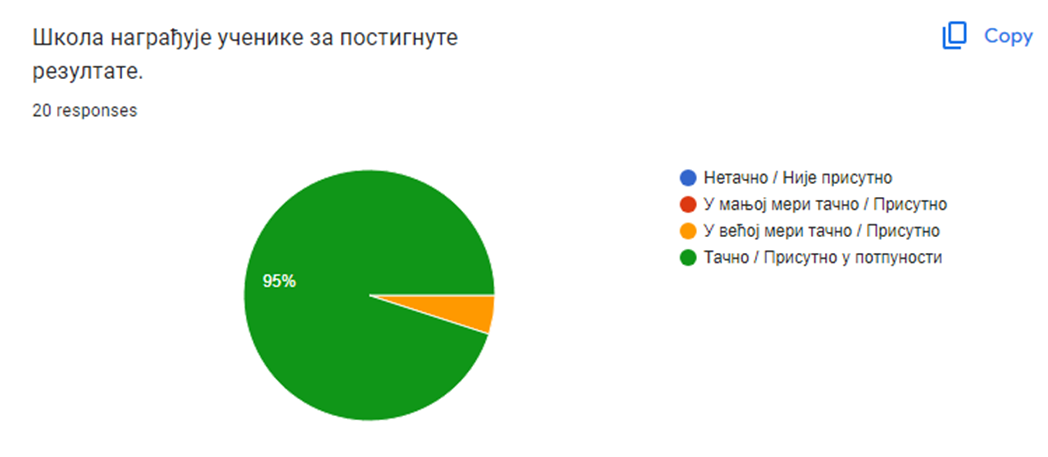 Школа награђује ученике за постигнуте
резултате.
Copy
20 responses
95%
Нетачно / Није присутно
У мањој мери тачно / Присутно
У већој мери тачно / Присутно
Тачно / Присутно у потпуности